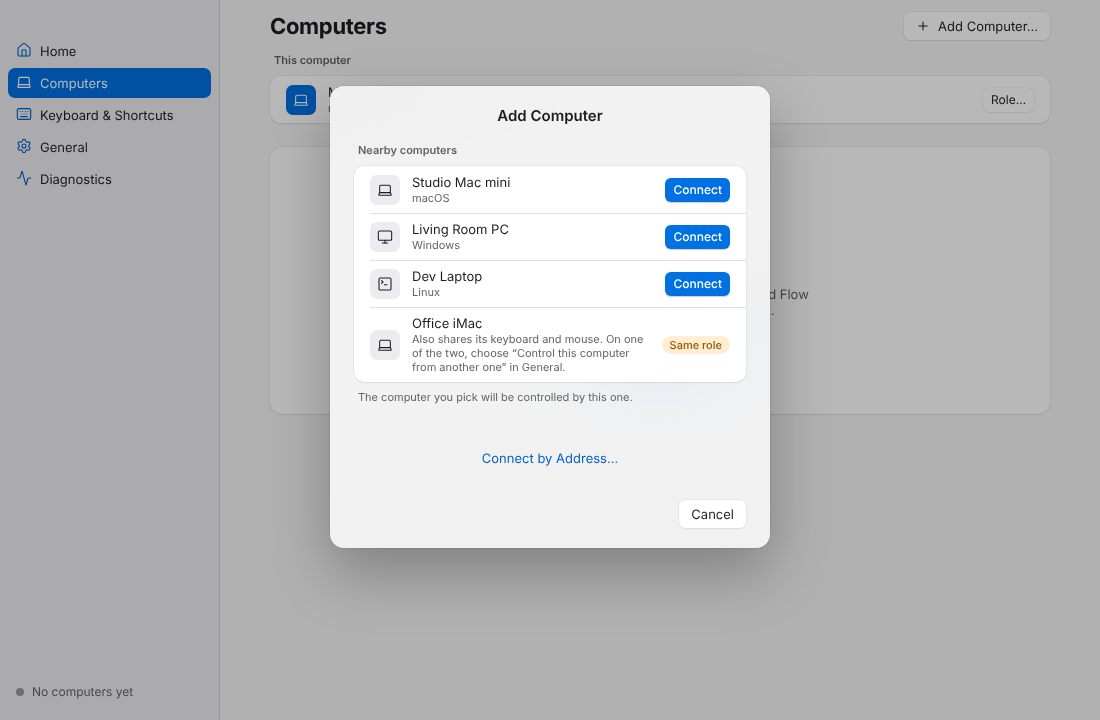 Computers
Add Computer...
Home
Computers
Keyboard & Shortcuts
General
Diagnostics
This computer
Role...
d Flow
Add Computer
Nearby computers
Studio Mac mini
macOS
Connect
Living Room PC
Windows
Connect
Dev Laptop
Linux
Connect
Office iMac
Also shares its keyboard and mouse. On one
of the two, choose “Control this computer
from another one” in General.
Same role
The computer you pick will be controlled by this one.
Connect by Address...
Cancel
No computers yet